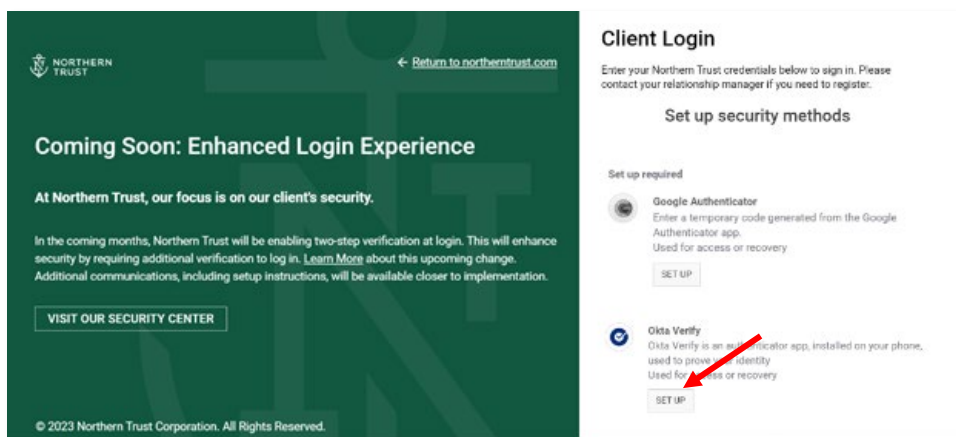 NORTHERN
TRUST
← Return to northerntrust.com
Coming Soon: Enhanced Login Experience
At Northern Trust, our focus is on our client's security.
In the coming months, Northern Trust will be enabling two-step verification at login. This will enhance
security by requiring additional verification to log in. Learn More about this upcoming change.
Additional communications, including setup instructions, will be available closer to implementation.
VISIT OUR SECURITY CENTER
© 2023 Northern Trust Corporation. All Rights Reserved.
Client Login
Enter your Northern Trust credentials below to sign in. Please
contact your relationship manager if you need to register.
Set up security methods
Set up required
Google Authenticator
Enter a temporary code generated from the Google
Authenticator app.
Used for access or recovery
SET UP
Okta Verify
Okta Verify is an authenticator app, installed on your phone,
used to prove your identity
Used for access or recovery
SET UP